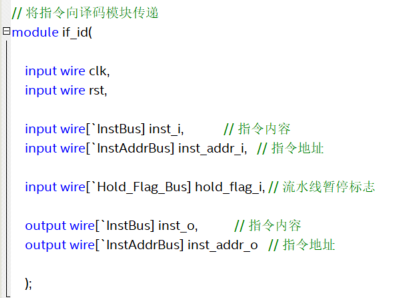 // 将指令向译码模块传递
module if_id(
input wire clk,
input wire rst,
input wire[`InstBus] inst_i, // 指令内容
input wire[`InstAddrBus] inst_addr_i, // 指令地址
input wire[`Hold_Flag_Bus] hold_flag_i, // 流水线暂停标志
output wire[`InstBus] inst_o, // 指令内容
output wire[`InstAddrBus] inst_addr_o // 指令地址
);